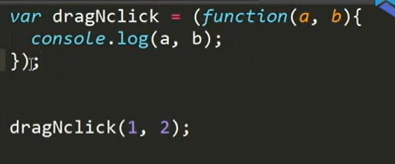 var dragNclick = (function(a, b){
  console.log(a, b);
});
dragNclick(1, 2);